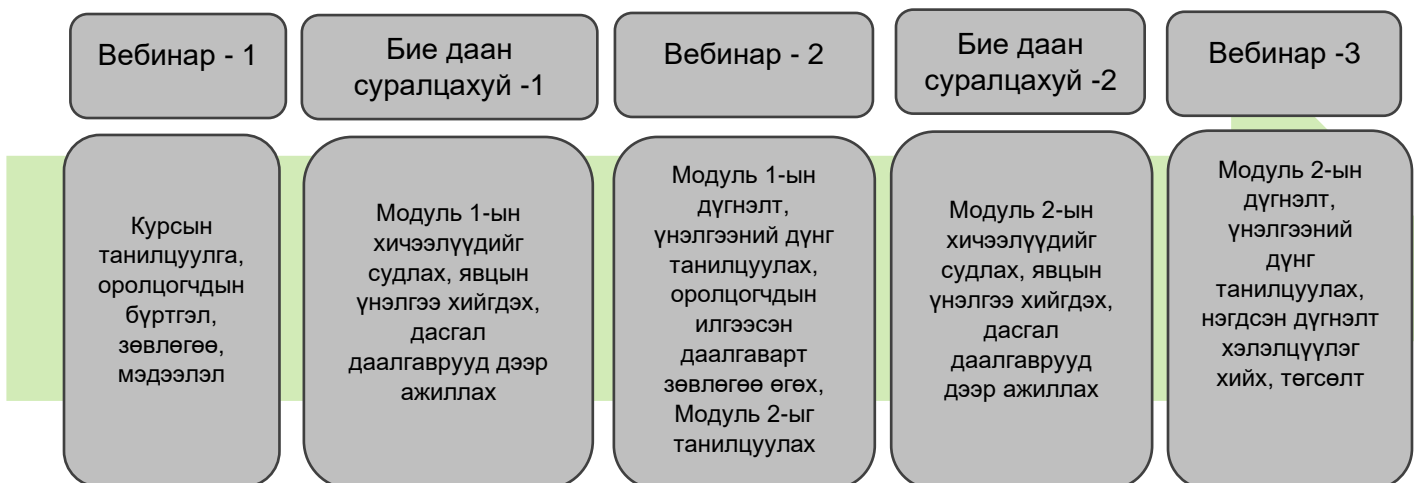 Вебинар - 1
Бие даан
суралцахуй -1
Вебинар - 2
Бие даан
суралцахуй -2
Вебинар -3
Курсын
танилцуулга,
оролцогчдын
бүртгэл,
зөвлөгөө,
мэдээлэл
Модуль 1-ын
хичээлүүдийг
судлах, явцын
үнэлгээ хийгдэх,
дасгал
даалгаврууд дээр
ажиллах
Модуль 1-ын
дүгнэлт,
үнэлгээний дүнг
танилцуулах,
оролцогчдын
илгээсэн
даалгаварт
зөвлөгөө өгөх,
Модуль 2-ыг
танилцуулах
Модуль 2-ын
хичээлүүдийг
судлах, явцын
үнэлгээ хийгдэх,
дасгал
даалгаврууд
дээр ажиллах
Модуль 2-ын
дүгнэлт,
үнэлгээний
дүнг
танилцуулах,
нэгдсэн дүгнэлт
хэлэлцүүлэг
хийх, төгсөлт